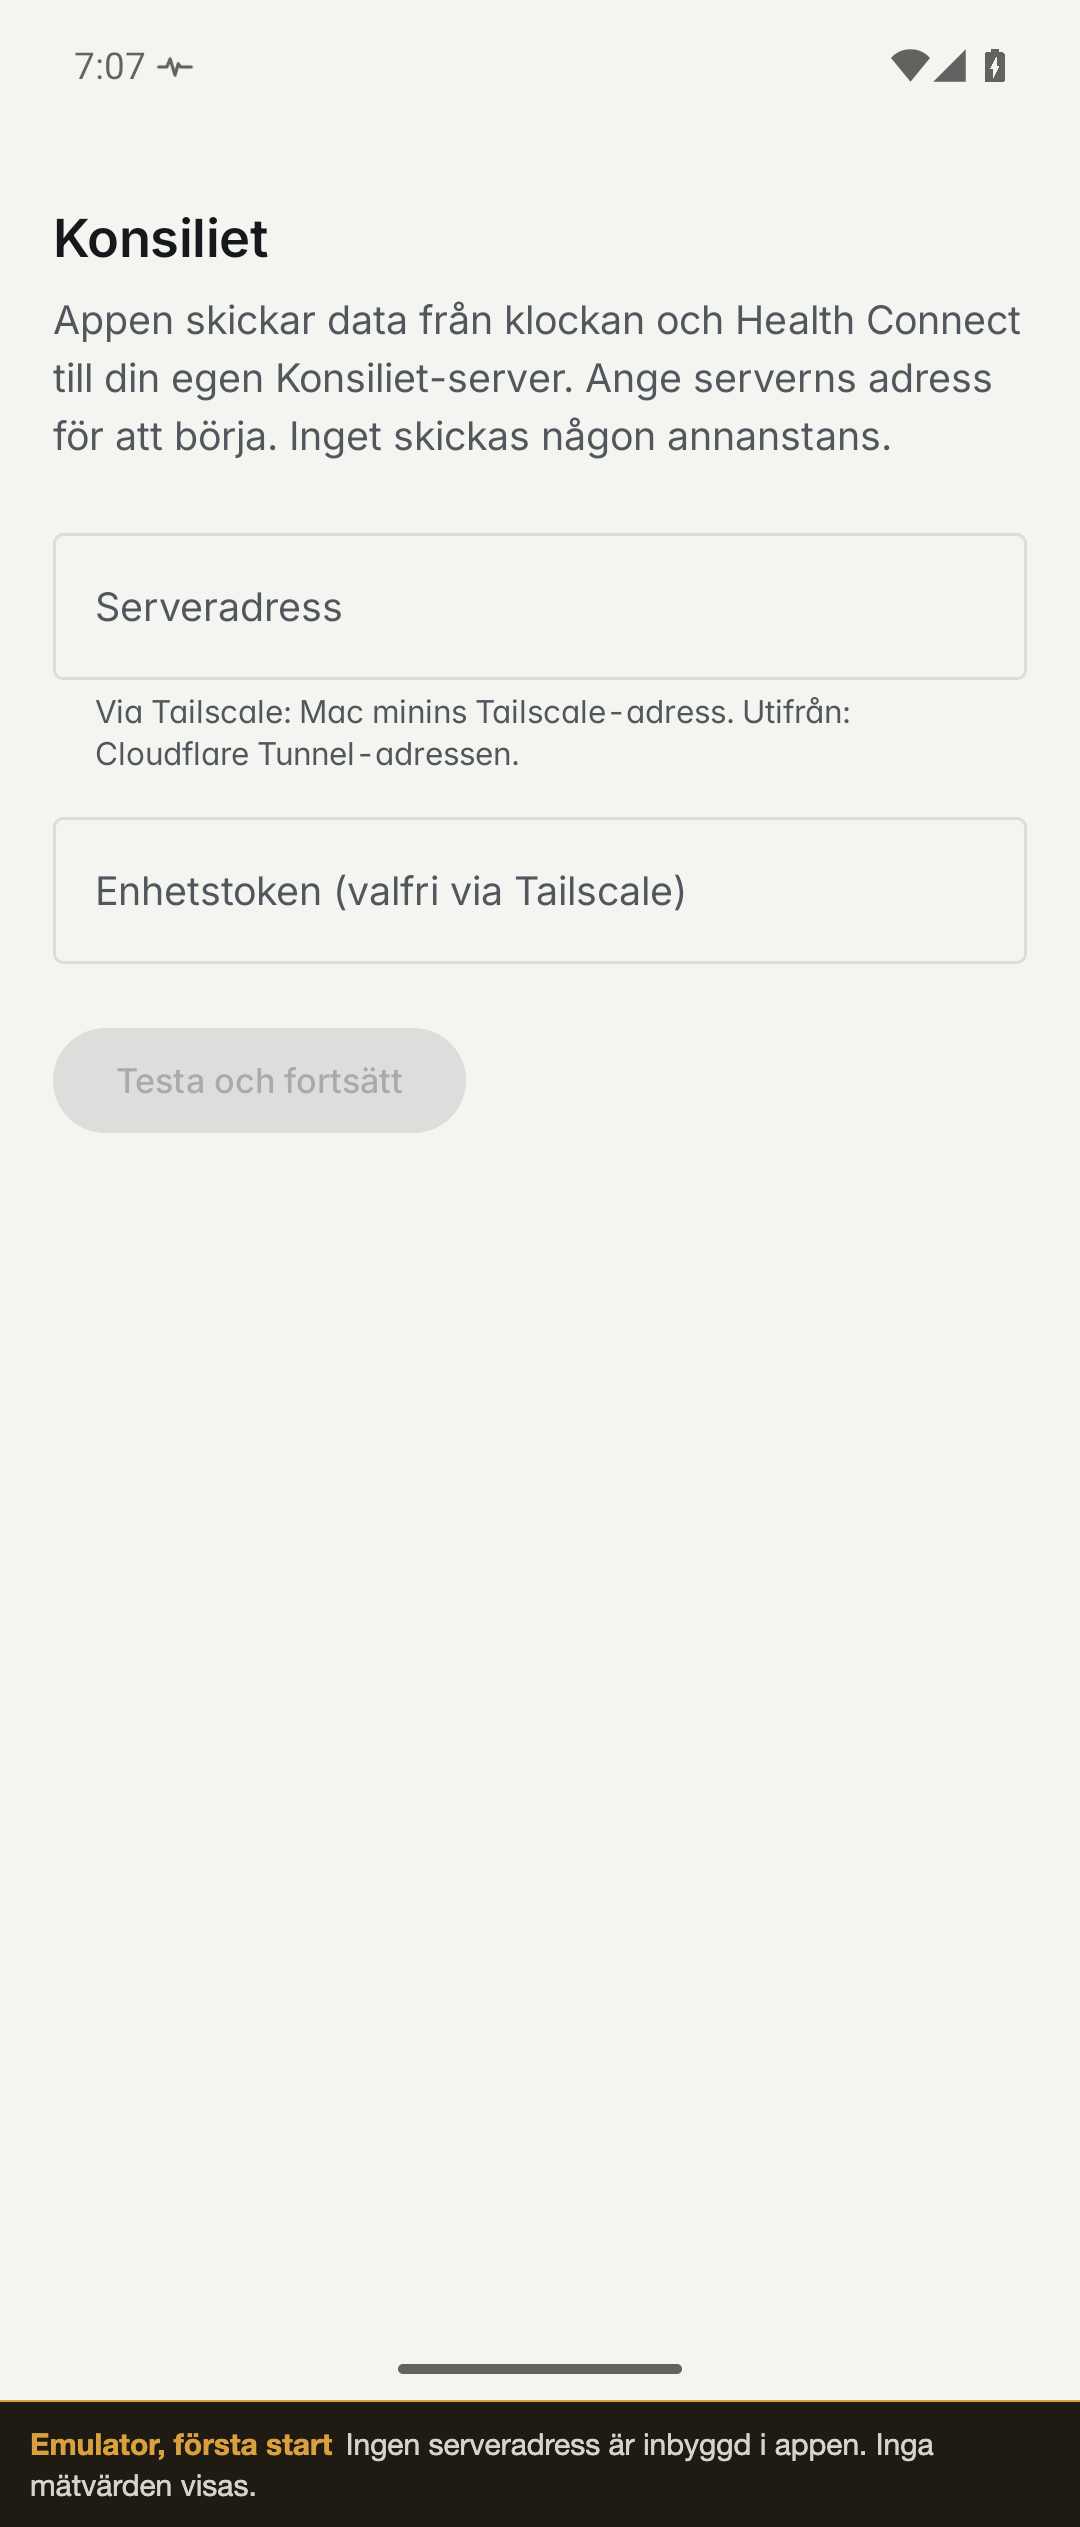 7:07
Konsiliet
Appen skickar data från klockan och Health Connect
till din egen Konsiliet-server. Ange serverns adress
för att börja. Inget skickas någon annanstans.
Serveradress
Via Tailscale: Mac minins Tailscale-adress. Utifrån:
Cloudflare Tunnel-adressen.
Enhetstoken (valfri via Tailscale)
Testa och fortsätt
Emulator, första start Ingen serveradress är inbyggd i appen. Inga
mätvärden visas.